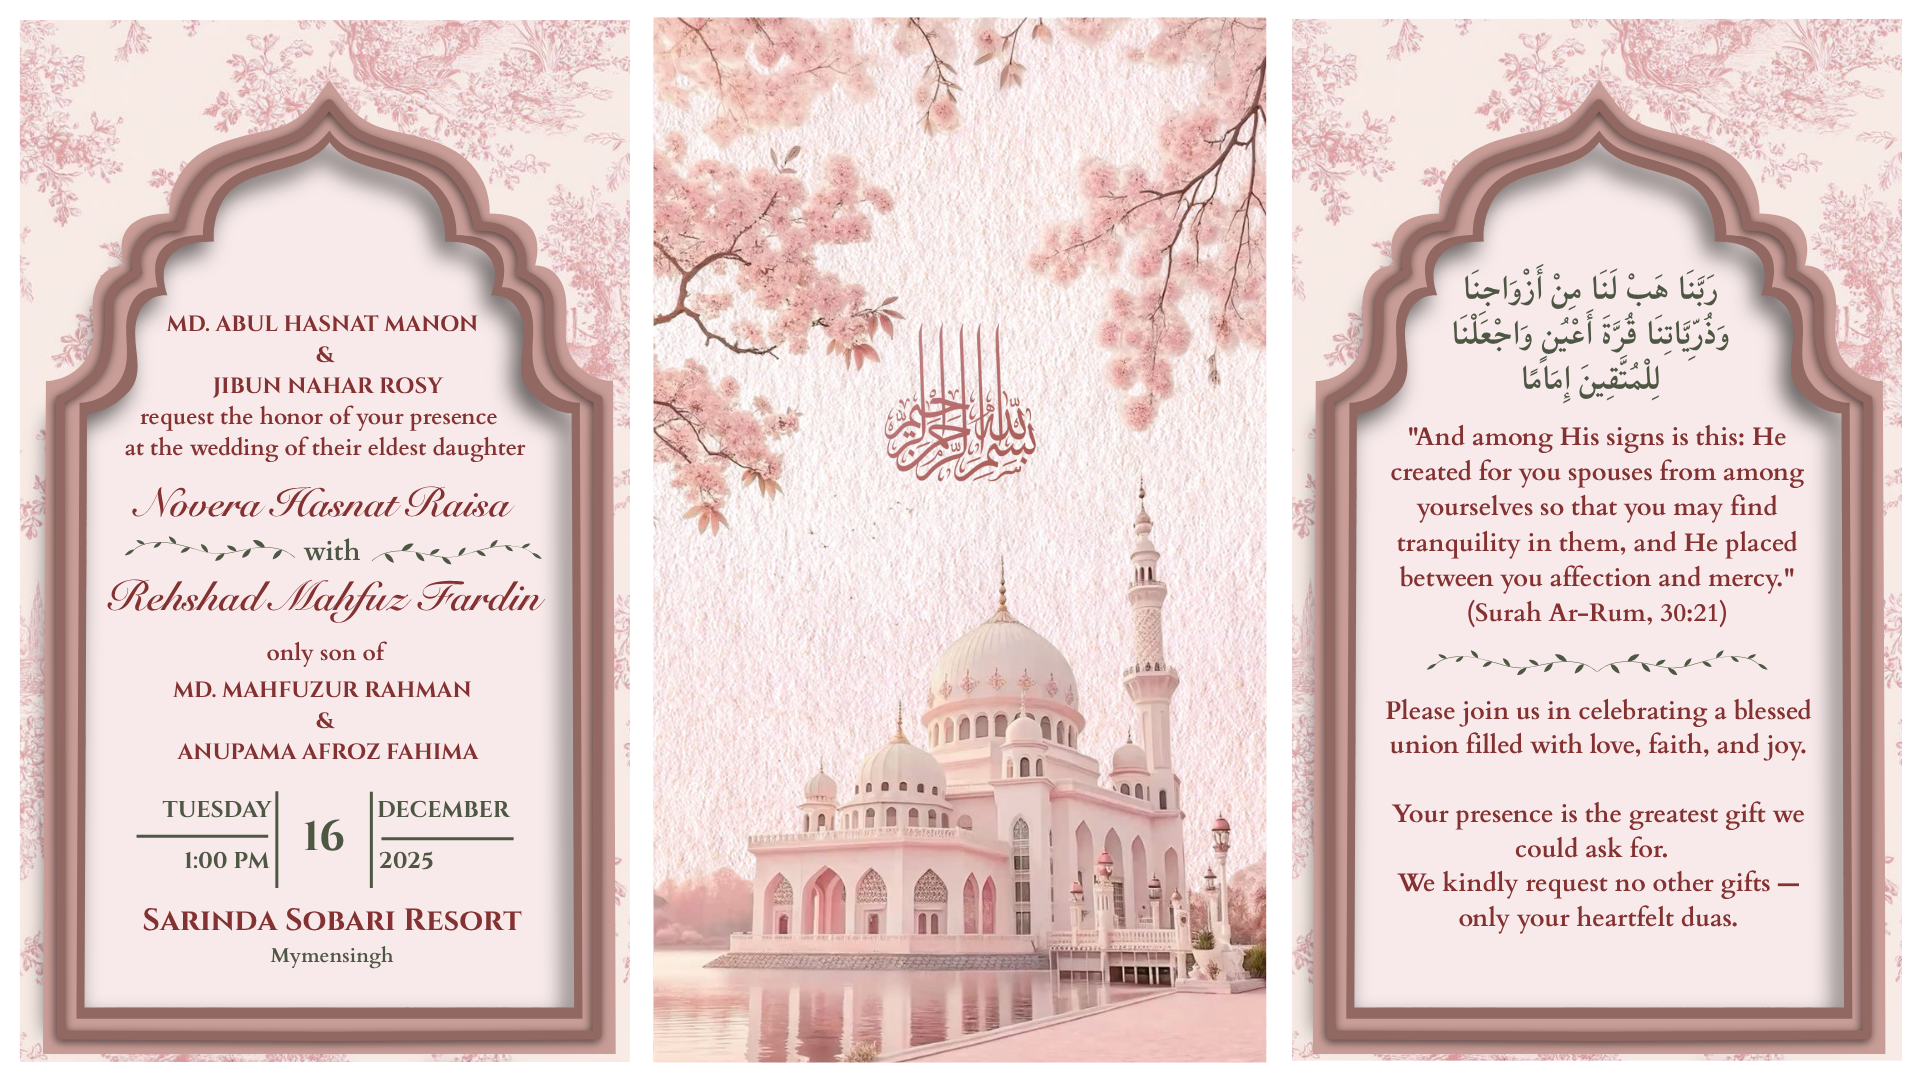 MD. ABUL HASNAT MANON
&
JIBUN NAHAR ROSY
request the honor of your presence
at the wedding of their eldest daughter
Novera Hasnat Raisa
with
Rehshad Mahfuz Fardin
only son of
MD. MAHFUZUR RAHMAN
&
ANUPAMA AFROZ FAHIMA
TUESDAY
1:00 PM
16
DECEMBER
2025
SARINDA SOBARI RESORT
Mymensingh
بسم الله الرحمن الرحيم
رَبَّنَا هَبْ لَنَا مِنْ أَزْوَاجِنَا
وَذُرِّيَّاتِنَا قُرَّةَ أَعْيُنٍ وَاجْعَلْنَا
لِلْمُتَّقِينَ إِمَامًا
"And among His signs is this: He
created for you spouses from among
yourselves so that you may find
tranquility in them, and He placed
between you affection and mercy."
(Surah Ar-Rum, 30:21)
Please join us in celebrating a blessed
union filled with love, faith, and joy.
Your presence is the greatest gift we
could ask for.
We kindly request no other gifts —
only your heartfelt duas.